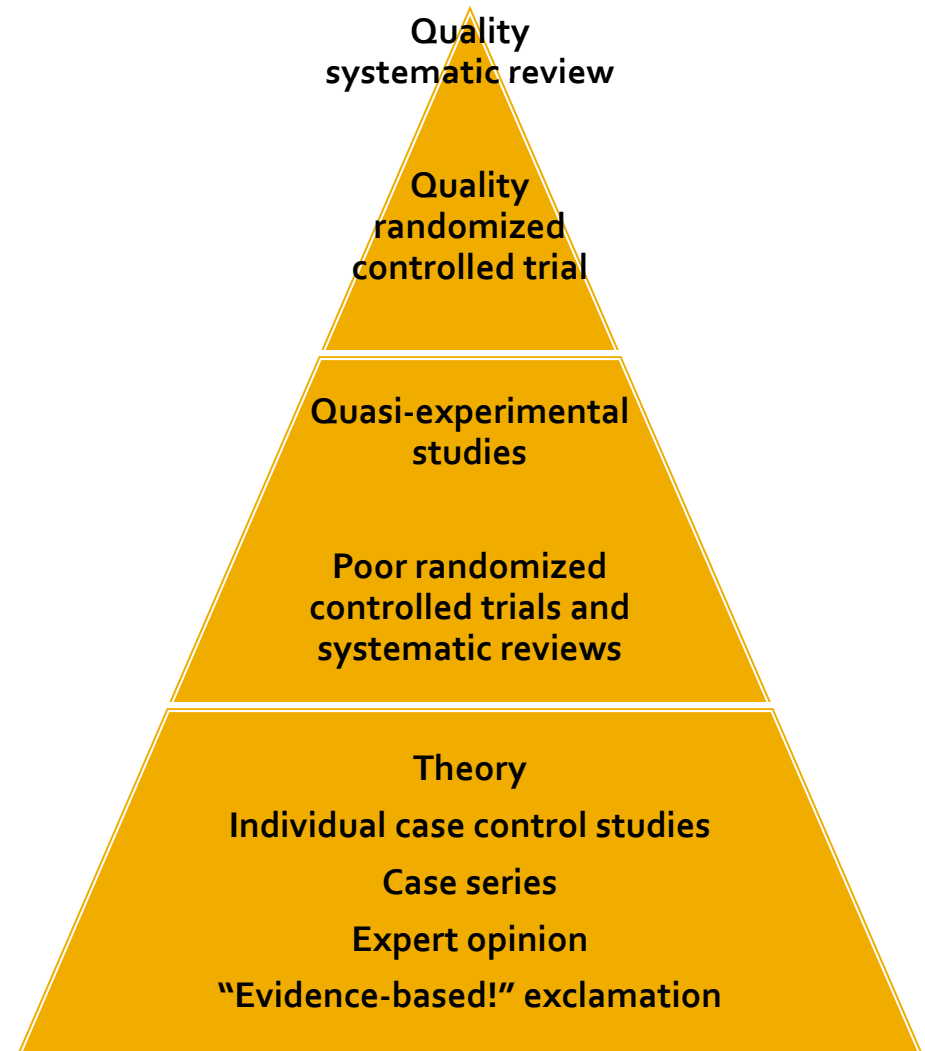 Quality
systematic review
Quality
randomized
controlled trial
Quasi-experimental
studies
Poor randomized
controlled trials and
systematic reviews
Theory
Individual case control studies
Case series
Expert opinion
“Evidence-based!” exclamation